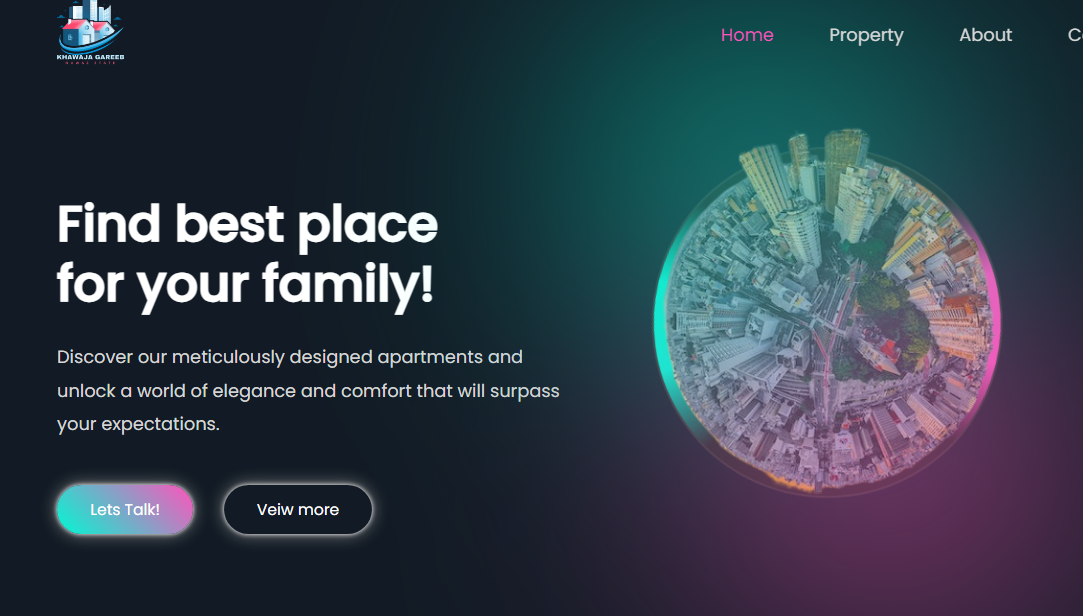 KHAWAJA GAREEB
Home
Property
About
Find best place
for your family!
Discover our meticulously designed apartments and
unlock a world of elegance and comfort that will surpass
your expectations.
Lets Talk!
Veiw more